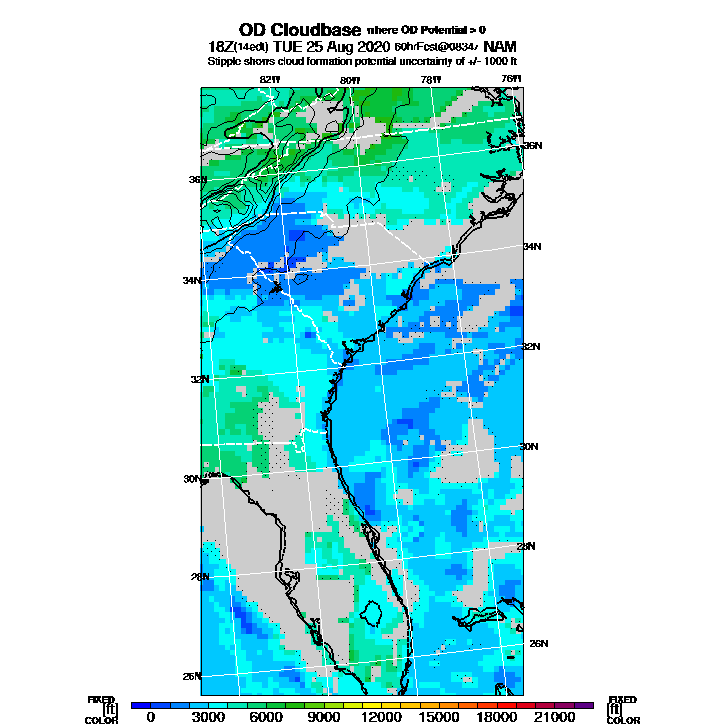 OD Cloudbase where OD Potential > 0
18Z(14edt) TUE 25 Aug 2020 60hrFcst@0834z NAM
Stipple shows cloud formation potential uncertainty of +/- 1000 ft
82W 80W 78W 76W
36N
36N
34N
34N
32N
32N
30N
30N
28N
28N
26N
26N
FIXED FIXED
[ft] [ft]
COLOR COLOR
0 3000 6000 9000 12000 15000 18000 21000